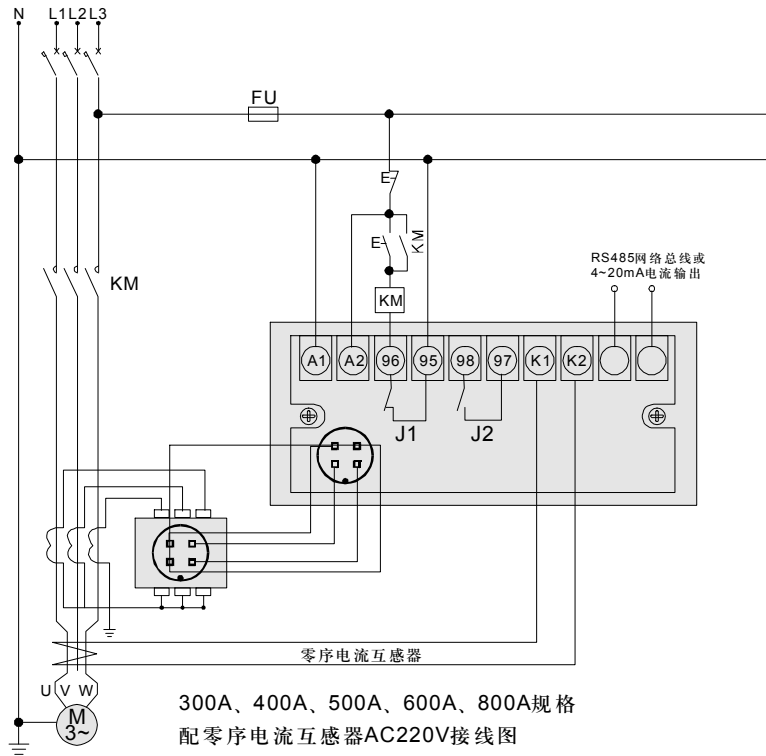 N L1 L2 L3
FU
E
E
KM
KM
KM
RS485网络总线或
4~20mA电流输出
A1 A2 96 95 98 97 K1 K2
J1 J2
零序电流互感器
U V W
M
3~
300A、400A、500A、600A、800A规格
配零序电流互感器AC220V接线图